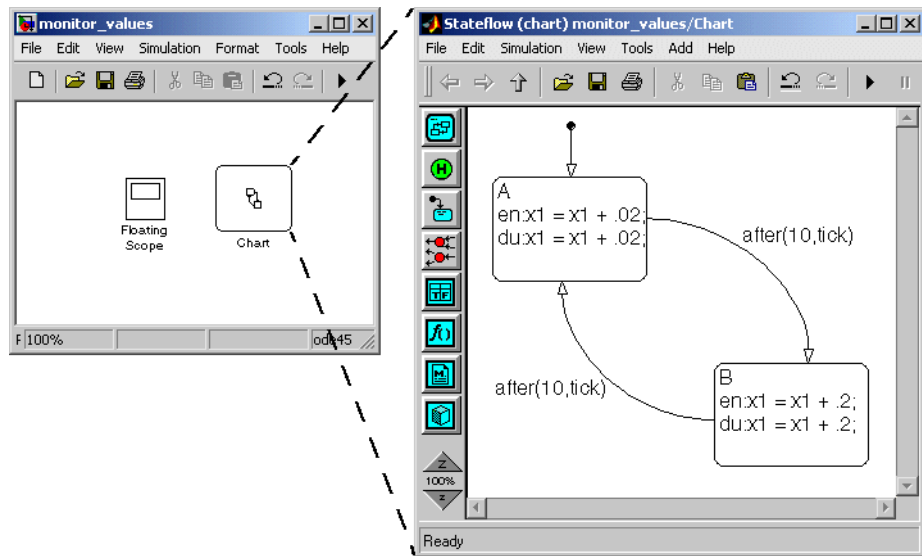 monitor_values
File Edit View Simulation Format Tools Help
Floating
Scope
Chart
F 100%
ode45
Stateflow (chart) monitor_values/Chart
File Edit Simulation View Tools Add Help
H
A
en:x1 = x1 + .02;
du:x1 = x1 + .02;
after(10,tick)
TF
f()
after(10,tick)
B
en:x1 = x1 + .2;
du:x1 = x1 + .2;
M
Z
100%
z
Ready